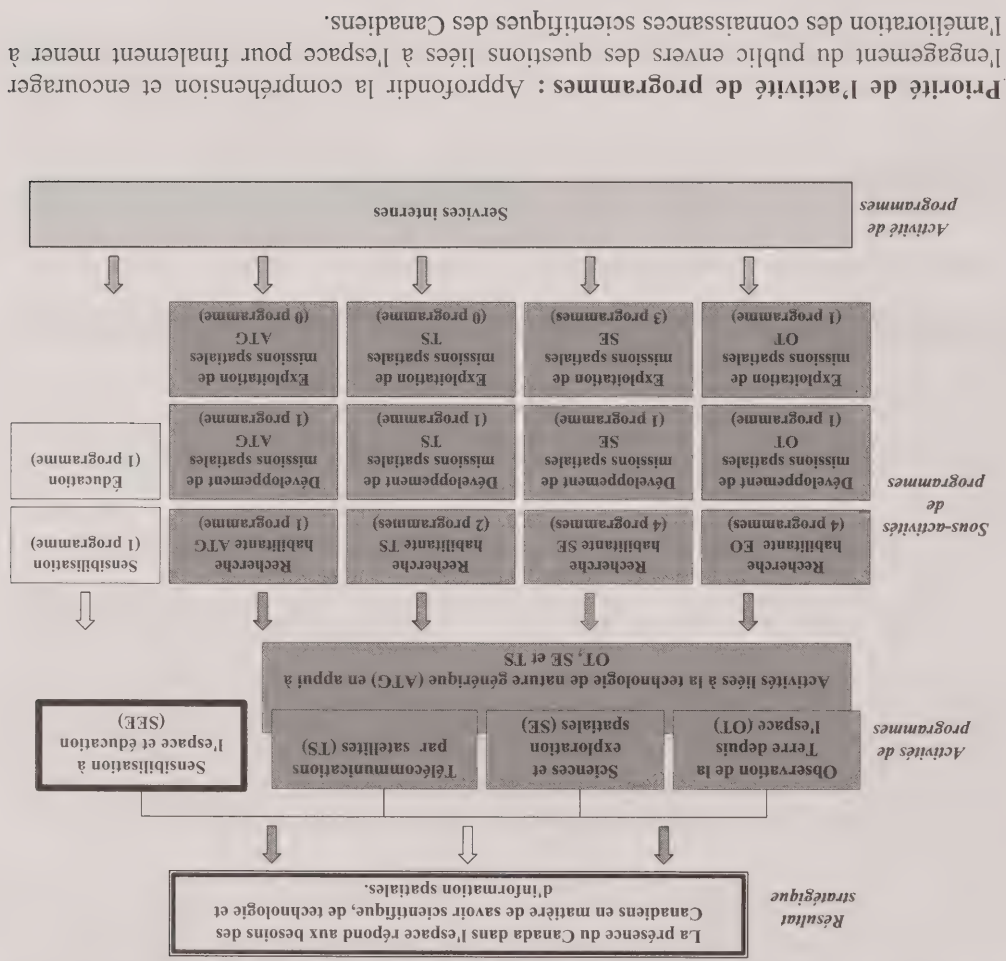 Résultat
stratégique
La présence du Canada dans l'espace répond aux besoins des
Canadiens en matière de savoir scientifique, de technologie et
d'information spatiales.
Activités de
programmes
Observation de la
Terre depuis
l'espace (OT)
Sciences et
exploration
spatiales (SE)
Télécommunications
par satellites (TS)
Sensibilisation à
l'espace et éducation
(SEE)
Activités liées à la technologie de nature générique (ATG) en appui à
OT, SE et TS
Sous-activités
de
programmes
Recherche
habilitante EO
(4 programmes)
Recherche
habilitante SE
(4 programmes)
Recherche
habilitante TS
(2 programmes)
Recherche
habilitante ATG
(1 programme)
Sensibilisation
(1 programme)
Développement de
missions spatiales
OT
(1 programme)
Développement de
missions spatiales
SE
(1 programme)
Développement de
missions spatiales
TS
(1 programme)
Développement de
missions spatiales
ATG
(1 programme)
Éducation
(1 programme)
Exploitation de
missions spatiales
OT
(1 programme)
Exploitation de
missions spatiales
SE
(3 programmes)
Exploitation de
missions spatiales
TS
(0 programme)
Exploitation de
missions spatiales
ATG
(0 programme)
Activité de
programmes
Services internes
Priorité de l'activité de programmes : Approfondir la compréhension et encourager
l'engagement du public envers des questions liées à l'espace pour finalement mener à
l'amélioration des connaissances scientifiques des Canadiens.